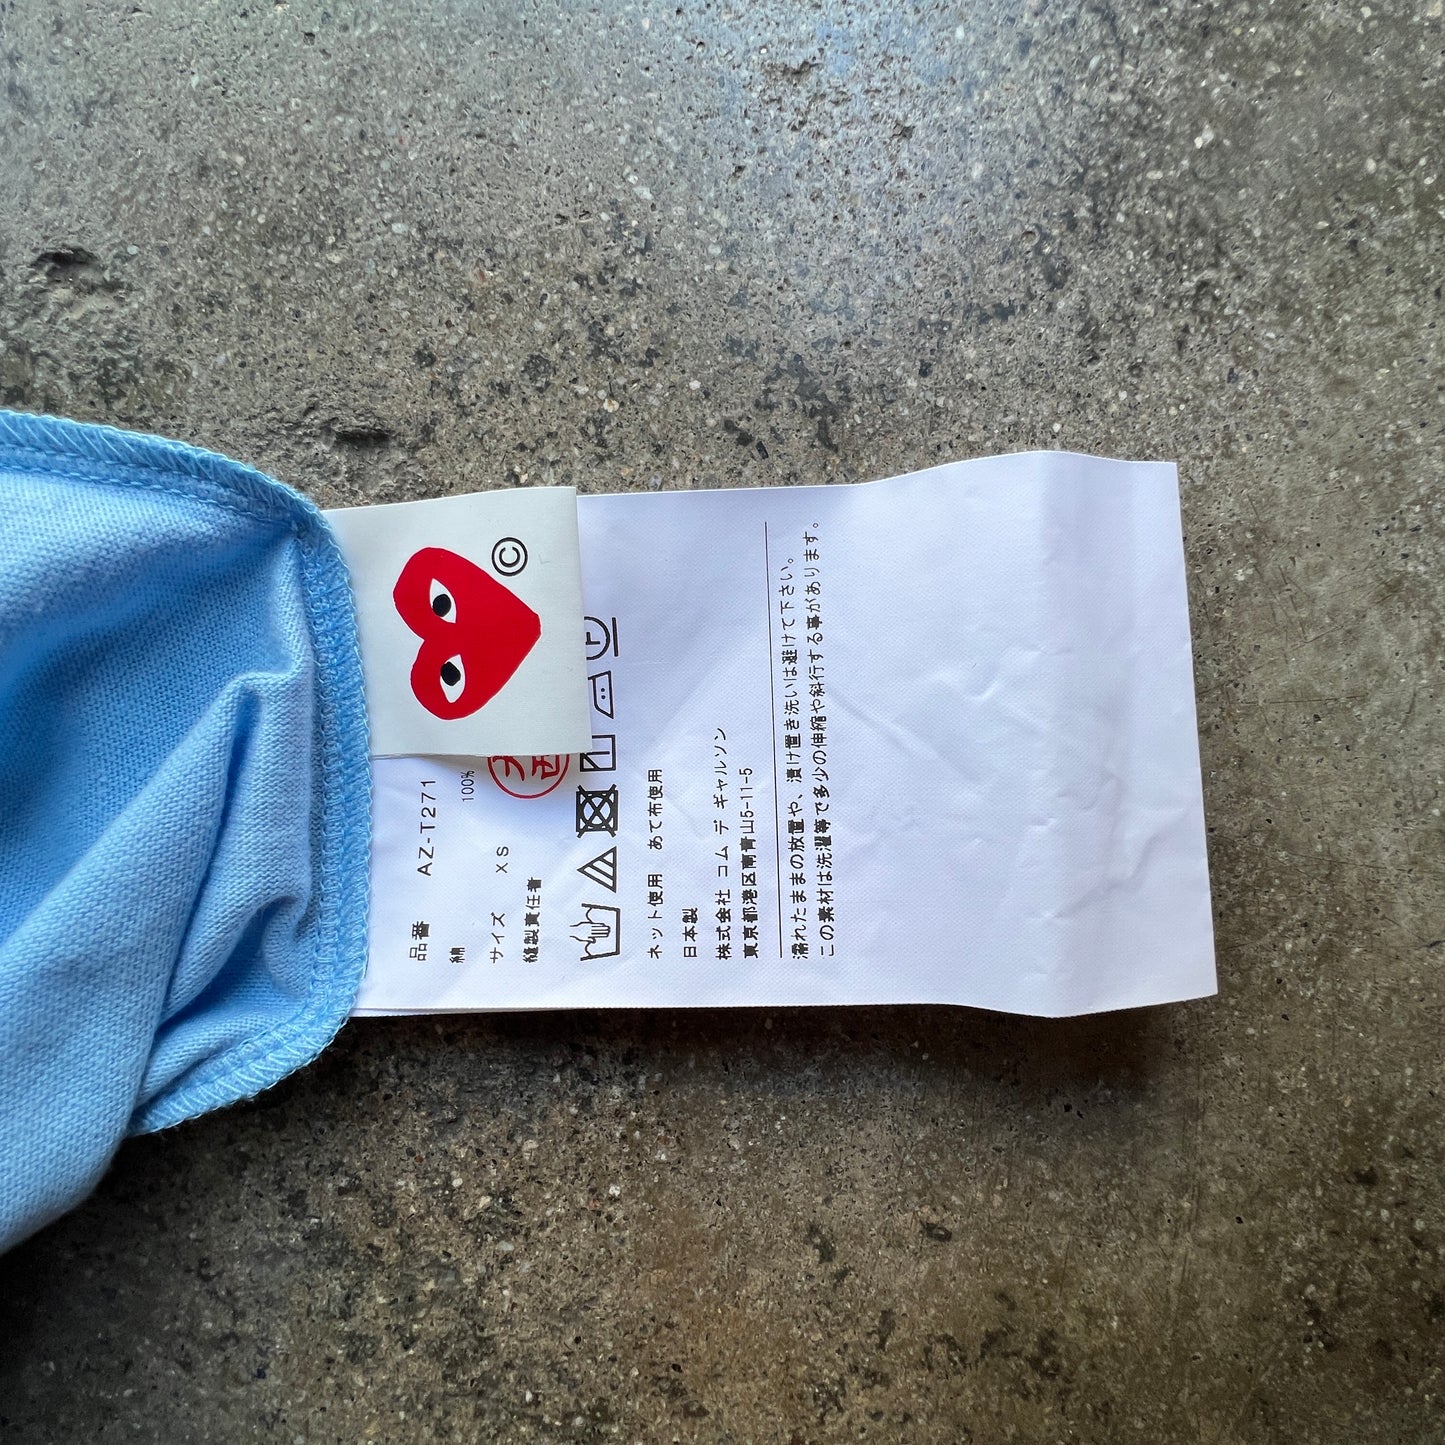 ©
品番 AZ-T271
綿 100%
サイズ XS
縫製責任者
ネット使用 あて布使用
日本製
株式会社 コム デ ギャルソン
東京都港区南青山5-11-5
濡れたままの放置や、漬け置き洗いは避けて下さい。
この素材は洗濯等で多少の伸縮や斜行する事があります。